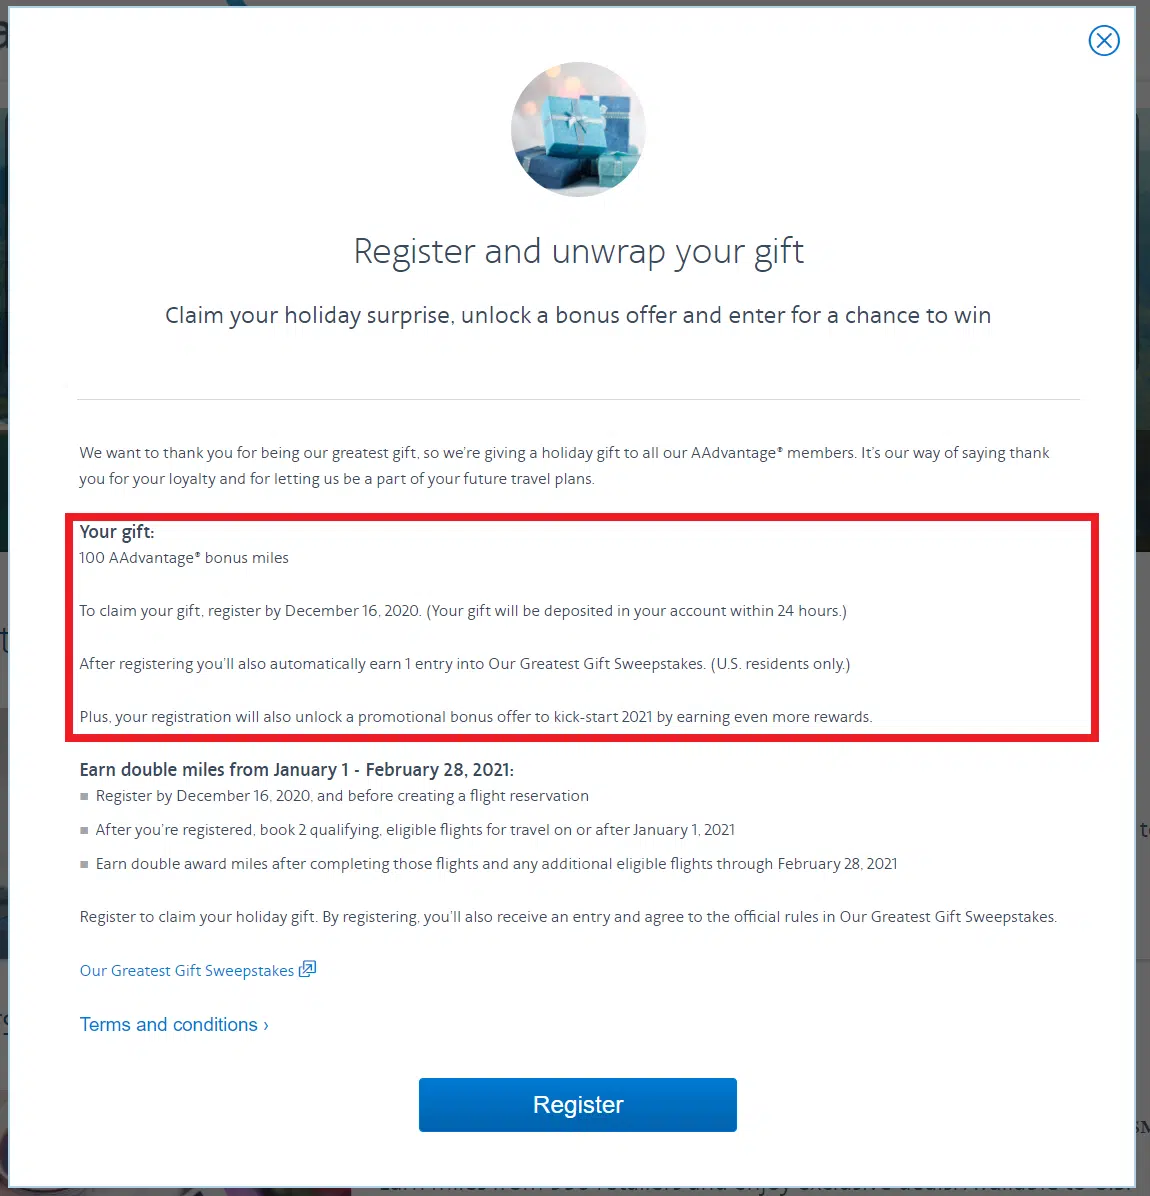 Register and unwrap your gift
Claim your holiday surprise, unlock a bonus offer and enter for a chance to win
We want to thank you for being our greatest gift, so we're giving a holiday gift to all our AAdvantage® members. It's our way of saying thank
you for your loyalty and for letting us be a part of your future travel plans.
Your gift:
100 AAdvantage® bonus miles
To claim your gift, register by December 16, 2020. (Your gift will be deposited in your account within 24 hours.)
After registering you'll also automatically earn 1 entry into Our Greatest Gift Sweepstakes. (U.S. residents only.)
Plus, your registration will also unlock a promotional bonus offer to kick-start 2021 by earning even more rewards.
Earn double miles from January 1 - February 28, 2021:
Register by December 16, 2020, and before creating a flight reservation
After you're registered, book 2 qualifying, eligible flights for travel on or after January 1, 2021
Earn double award miles after completing those flights and any additional eligible flights through February 28, 2021
Register to claim your holiday gift. By registering, you'll also receive an entry and agree to the official rules in Our Greatest Gift Sweepstakes.
Our Greatest Gift Sweepstakes
Terms and conditions ›
Register